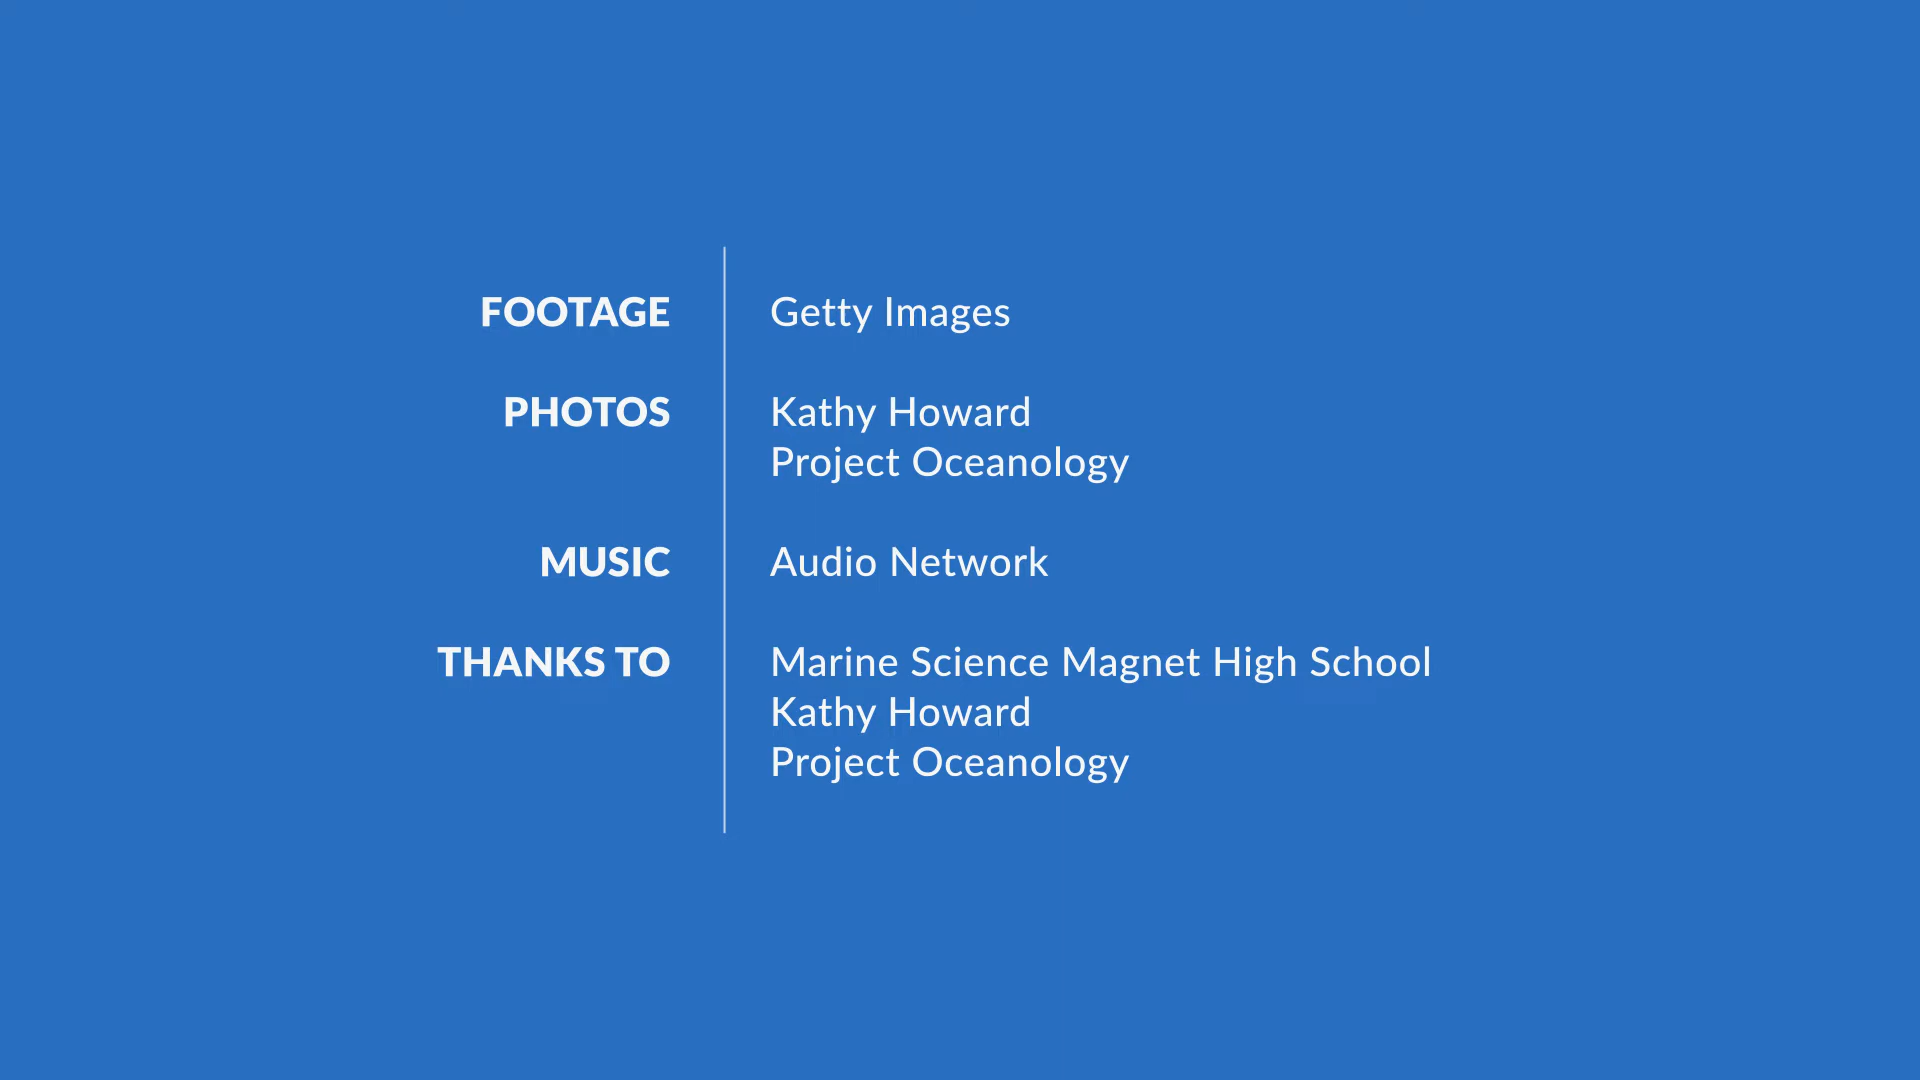 FOOTAGE Getty Images
PHOTOS Kathy Howard
Project Oceanology
MUSIC Audio Network
THANKS TO Marine Science Magnet High School
Kathy Howard
Project Oceanology